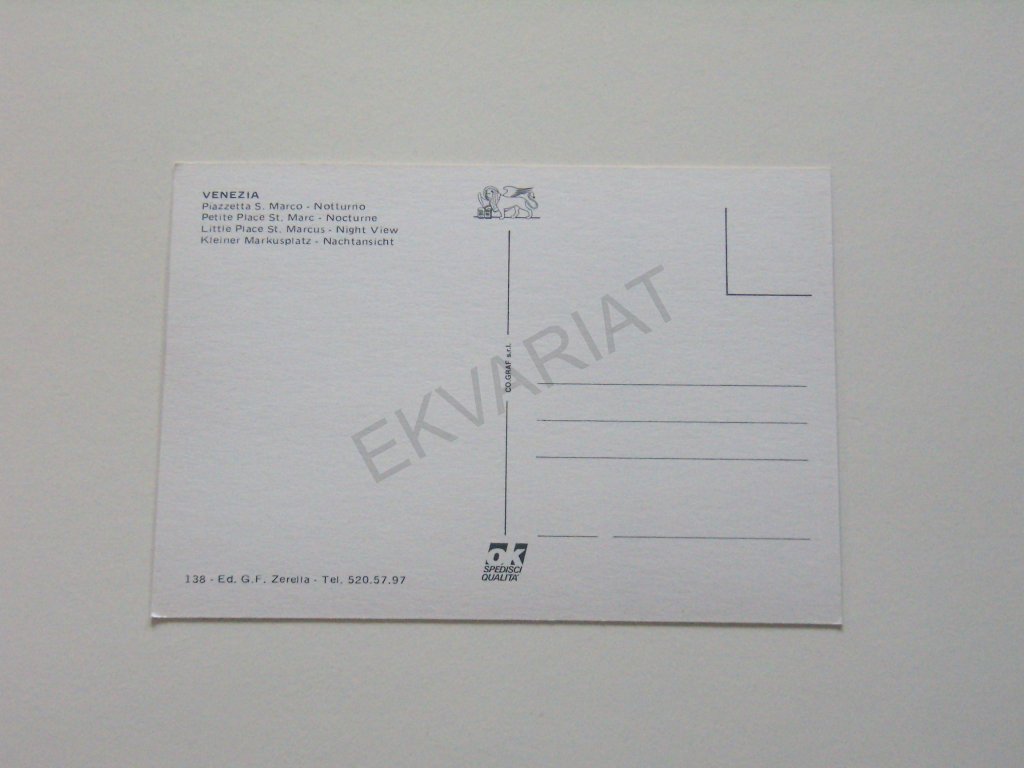 VENEZIA
Piazzetta S. Marco - Notturno
Petite Place St. Marc - Nocturne
Little Place St. Marcus - Night View
Kleiner Markusplatz - Nachtansicht
138 - Ed. G.F. Zerella - Tel. 520.57.97
CO.GRAF s.r.l.
ok
SPEDISCI
QUALITA'
EKVARIAT